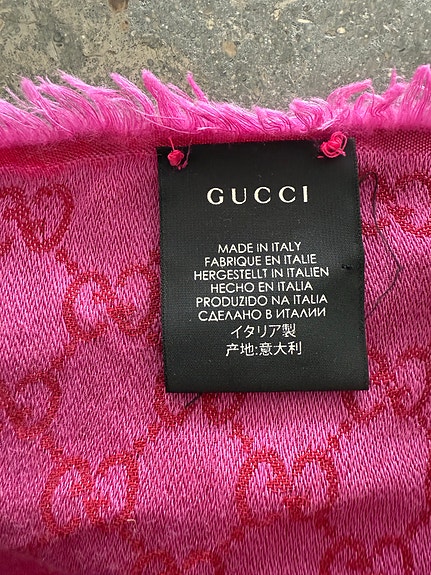 GUCCI
MADE IN ITALY
FABRIQUE EN ITALIE
HERGESTELLT IN ITALIEN
HECHO EN ITALIA
PRODUZIDO NA ITALIA
СДЕЛАНО В ИТАЛИИ
イタリア製
产地:意大利